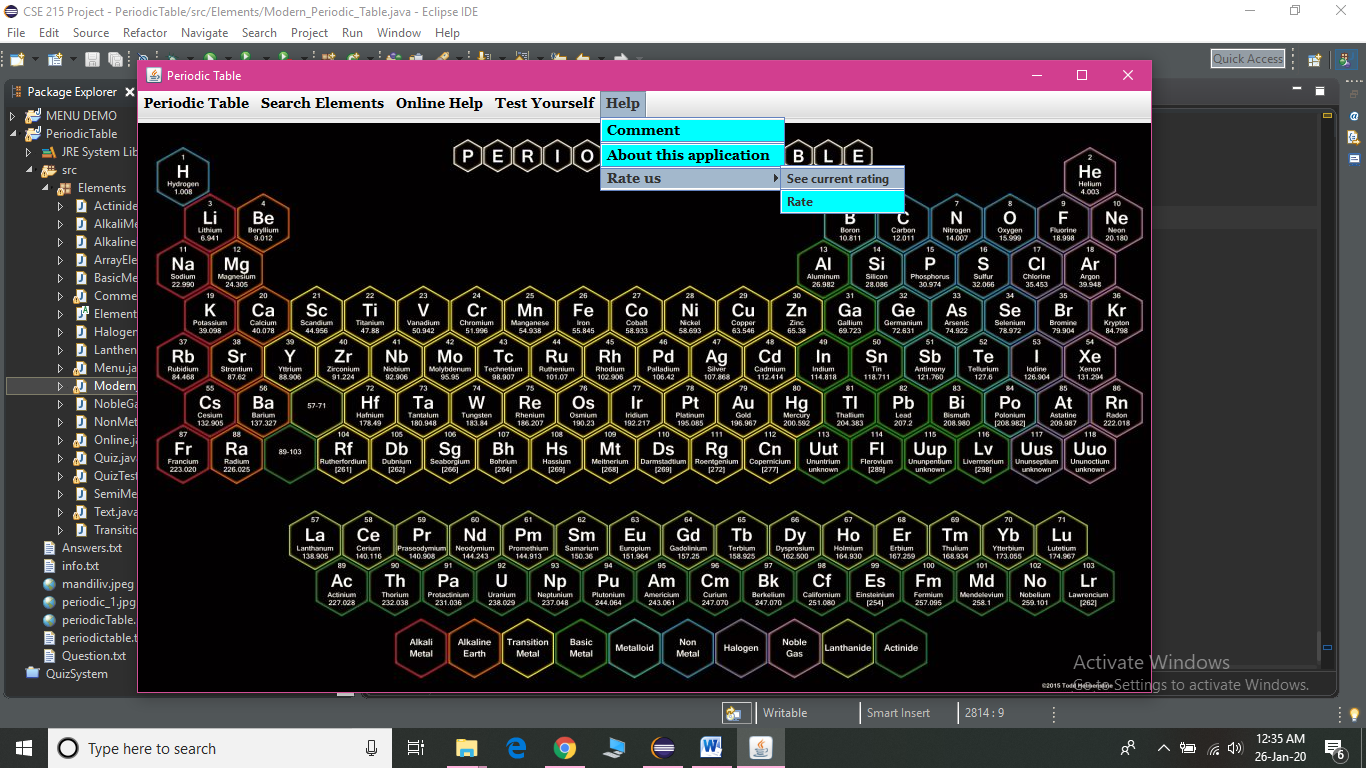 CSE 215 Project - PeriodicTable/src/Elements/Modern_Periodic_Table.java - Eclipse IDE
File Edit Source Refactor Navigate Search Project Run Window Help
Quick Access
Package Explorer
MENU DEMO
PeriodicTable
JRE System Lib
src
Elements
Actinide
AlkaliMe
Alkaline
ArrayEle
BasicMe
Comme
Element
Halogen
Lanthen
Menu.ja
Modern_
NobleGa
NonMet
Online.ja
Quiz.java
QuizTest
SemiMe
Text.java
Transitio
Answers.txt
info.txt
mandiliv.jpeg
periodic_1.jpg
periodicTable.
periodictable.t
Question.txt
QuizSystem
Periodic Table
Periodic Table Search Elements Online Help Test Yourself Help
Comment
About this application
Rate us
See current rating
Rate
P E R I O B L E
1 H Hydrogen 1.008
2 He Helium 4.003
3 Li Lithium 6.941
4 Be Beryllium 9.012
B Boron 10.811
C Carbon 12.011
7 N Nitrogen 14.007
8 O Oxygen 15.999
9 F Fluorine 18.998
10 Ne Neon 20.180
11 Na Sodium 22.990
12 Mg Magnesium 24.305
13 Al Aluminum 26.982
14 Si Silicon 28.086
15 P Phosphorus 30.974
16 S Sulfur 32.066
17 Cl Chlorine 35.453
18 Ar Argon 39.948
19 K Potassium 39.098
20 Ca Calcium 40.078
21 Sc Scandium 44.956
22 Ti Titanium 47.88
23 V Vanadium 50.942
24 Cr Chromium 51.996
25 Mn Manganese 54.938
26 Fe Iron 55.845
27 Co Cobalt 58.933
28 Ni Nickel 58.693
29 Cu Copper 63.546
30 Zn Zinc 65.38
31 Ga Gallium 69.723
32 Ge Germanium 72.631
33 As Arsenic 74.922
34 Se Selenium 78.972
35 Br Bromine 79.904
36 Kr Krypton 84.798
37 Rb Rubidium 84.468
38 Sr Strontium 87.62
39 Y Yttrium 88.906
40 Zr Zirconium 91.224
41 Nb Niobium 92.906
42 Mo Molybdenum 95.95
43 Tc Technetium 98.907
44 Ru Ruthenium 101.07
45 Rh Rhodium 102.906
46 Pd Palladium 106.42
47 Ag Silver 107.868
48 Cd Cadmium 112.414
49 In Indium 114.818
50 Sn Tin 118.711
51 Sb Antimony 121.760
52 Te Tellurium 127.6
53 I Iodine 126.904
54 Xe Xenon 131.294
55 Cs Cesium 132.905
56 Ba Barium 137.327
57-71
72 Hf Hafnium 178.49
73 Ta Tantalum 180.948
74 W Tungsten 183.84
75 Re Rhenium 186.207
76 Os Osmium 190.23
77 Ir Iridium 192.217
78 Pt Platinum 195.085
79 Au Gold 196.967
80 Hg Mercury 200.592
81 Tl Thallium 204.383
82 Pb Lead 207.2
83 Bi Bismuth 208.980
84 Po Polonium [208.982]
85 At Astatine 209.987
86 Rn Radon 222.018
87 Fr Francium 223.020
88 Ra Radium 226.025
89-103
104 Rf Rutherfordium [261]
105 Db Dubnium [262]
106 Sg Seaborgium [266]
107 Bh Bohrium [264]
108 Hs Hassium [269]
109 Mt Meitnerium [268]
110 Ds Darmstadtium [269]
111 Rg Roentgenium [272]
112 Cn Copernicium [277]
113 Uut Ununtrium unknown
114 Fl Flerovium [289]
115 Uup Ununpentium unknown
116 Lv Livermorium [298]
117 Uus Ununseptium unknown
118 Uuo Ununoctium unknown
57 La Lanthanum 138.905
58 Ce Cerium 140.116
59 Pr Praseodymium 140.908
60 Nd Neodymium 144.243
61 Pm Promethium 144.913
62 Sm Samarium 150.36
63 Eu Europium 151.964
64 Gd Gadolinium 157.25
65 Tb Terbium 158.925
66 Dy Dysprosium 162.500
67 Ho Holmium 164.930
68 Er Erbium 167.259
69 Tm Thulium 168.934
70 Yb Ytterbium 173.055
71 Lu Lutetium 174.967
89 Ac Actinium 227.028
90 Th Thorium 232.038
91 Pa Protactinium 231.036
92 U Uranium 238.029
93 Np Neptunium 237.048
94 Pu Plutonium 244.064
95 Am Americium 243.061
96 Cm Curium 247.070
97 Bk Berkelium 247.070
98 Cf Californium 251.080
99 Es Einsteinium [254]
100 Fm Fermium 257.095
101 Md Mendelevium 258.1
102 No Nobelium 259.101
103 Lr Lawrencium [262]
Alkali Metal
Alkaline Earth
Transition Metal
Basic Metal
Metalloid
Non Metal
Halogen
Noble Gas
Lanthanide
Actinide
Activate Windows
Go to Settings to activate Windows.
©2015 Todd Helmenstine
Writable Smart Insert 2814 : 9
Type here to search
12:35 AM
26-Jan-20
6